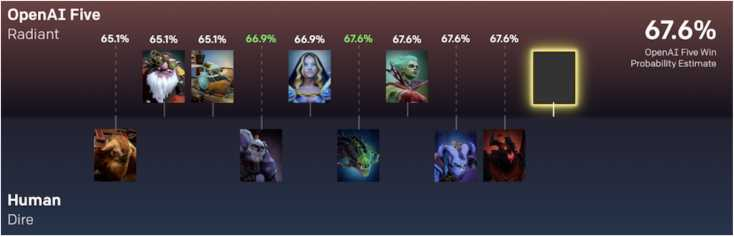 OpenAI Five
Radiant
65.1% 65.1% 65.1% 66.9% 66.9% 67.6% 67.6% 67.6% 67.6%
67.6%
OpenAI Five Win
Probability Estimate
Human
Dire